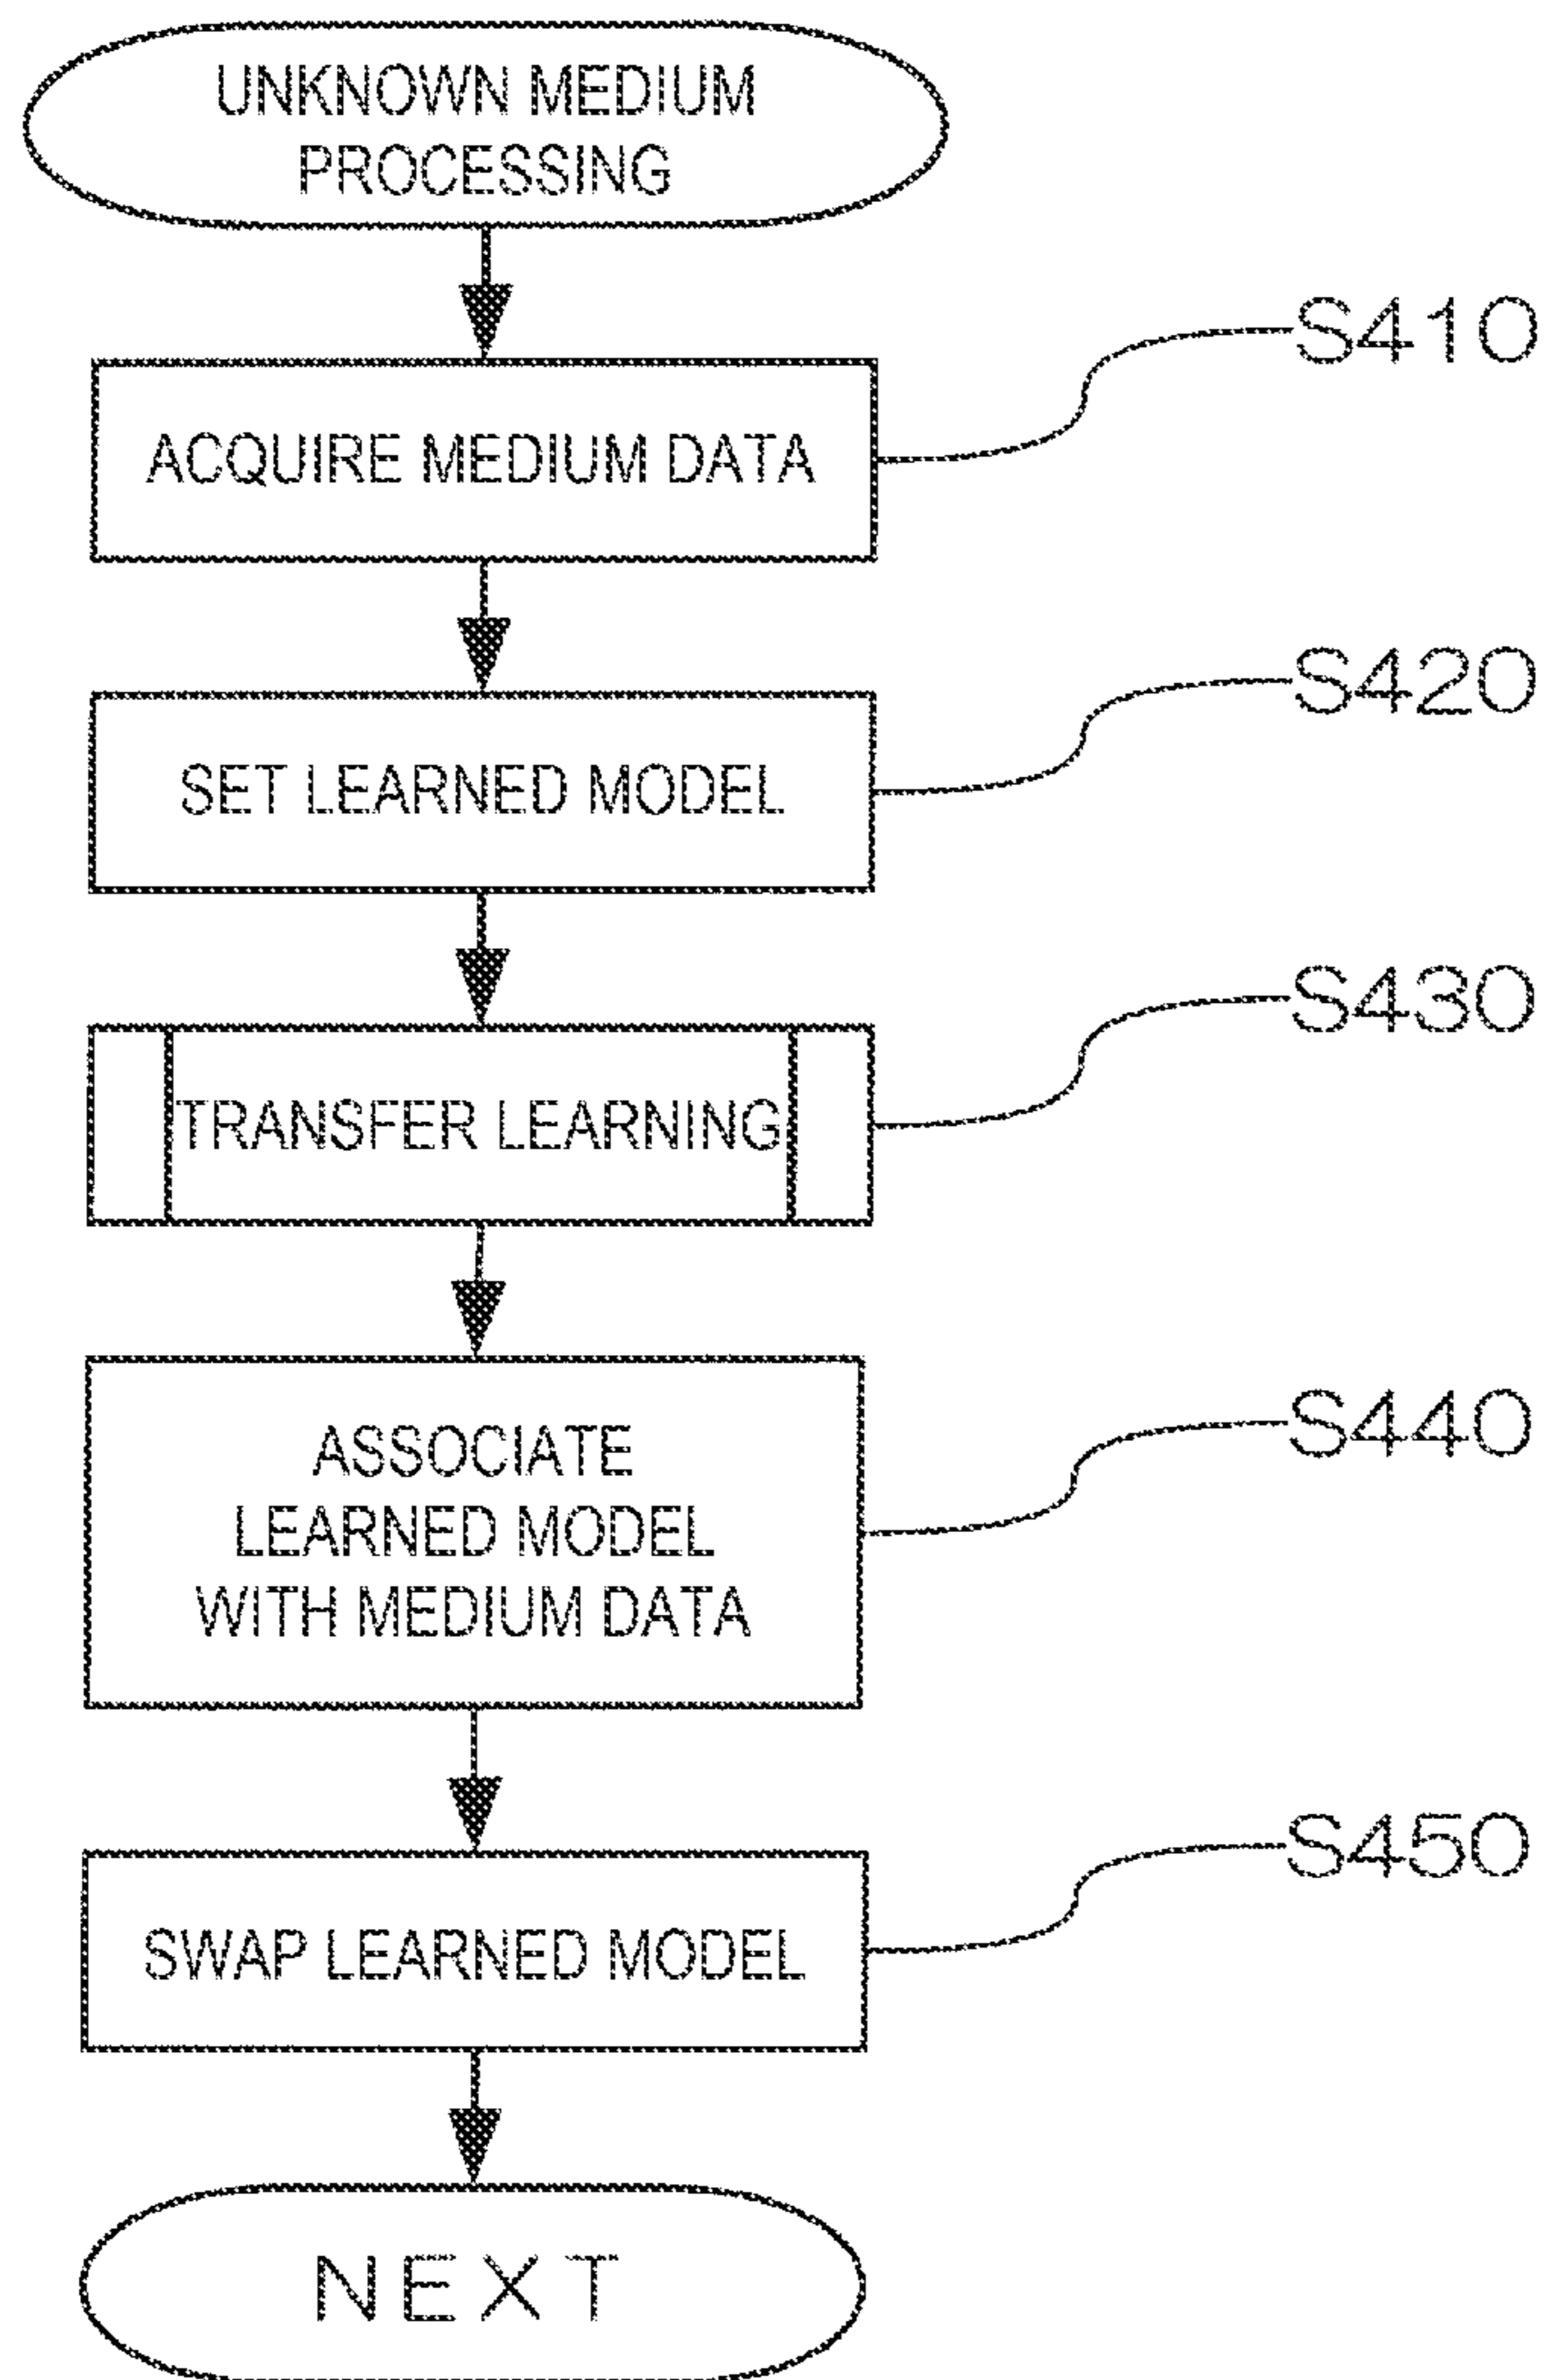 UNKNOWN MEDIUM
PROCESSING
S410
ACQUIRE MEDIUM DATA
S420
SET LEARNED MODEL
S430
TRANSFER LEARNING
S440
ASSOCIATE
LEARNED MODEL
WITH MEDIUM DATA
S450
SWAP LEARNED MODEL
NEXT